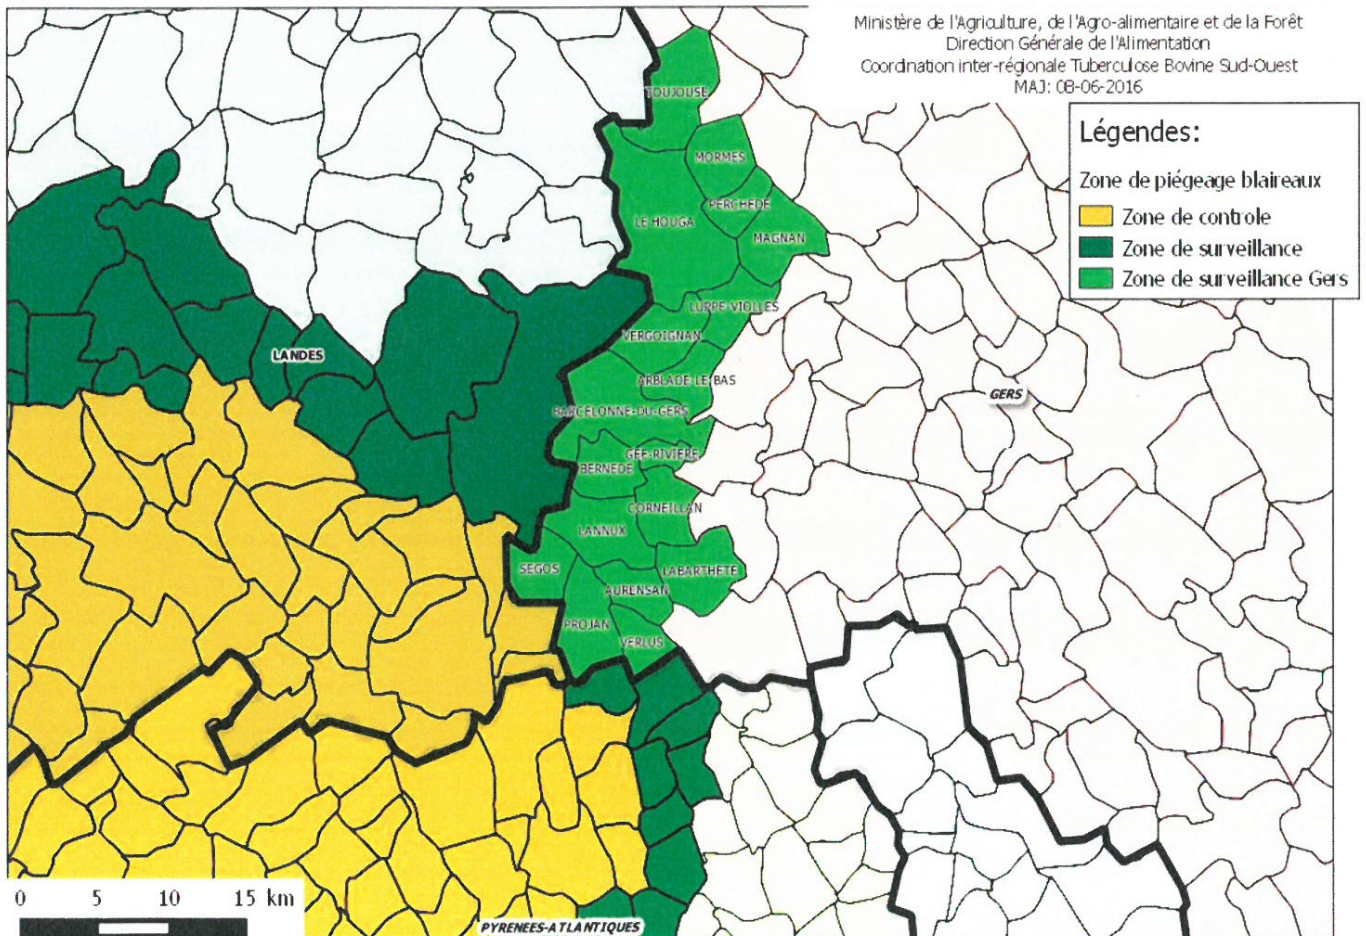 Ministère de l'Agriculture, de l'Agro-alimentaire et de la Forêt
Direction Générale de l'Alimentation
Coordination inter-régionale Tuberculose Bovine Sud-Ouest
MAJ: 08-06-2016
Légendes:
Zone de piégeage blaireaux
Zone de controle
Zone de surveillance
Zone de surveillance Gers
TOUJOUSE
MORMES
PERCHEDE
LE HOUGA
MAGNAN
LUPPE-VIOLLES
VERGOIGNAN
LANDES
ARBLADE-LE-BAS
GERS
BARCELONNE-DU-GERS
GEE-RIVIERE
BERNEDE
CORNEILLAN
LANNUX
SEGOS
LABARTHETE
AURENSAN
PROJAN
VERLUS
0 5 10 15 km
PYRENEES-ATLANTIQUES